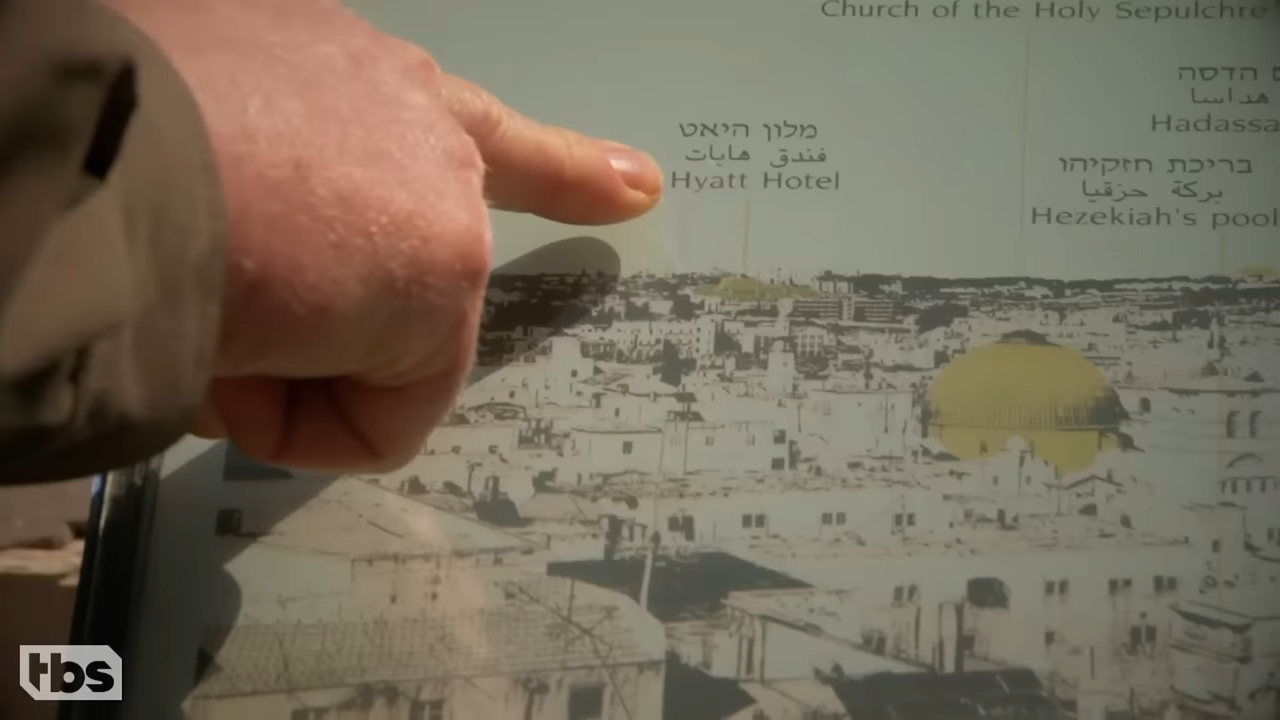 Church of the Holy Sepulchre
הדסה
هداسا
Hadassa
מלון היאט
فندق هايات
Hyatt Hotel
בריכת חזקיהו
بركة حزقيا
Hezekiah's pool
tbs